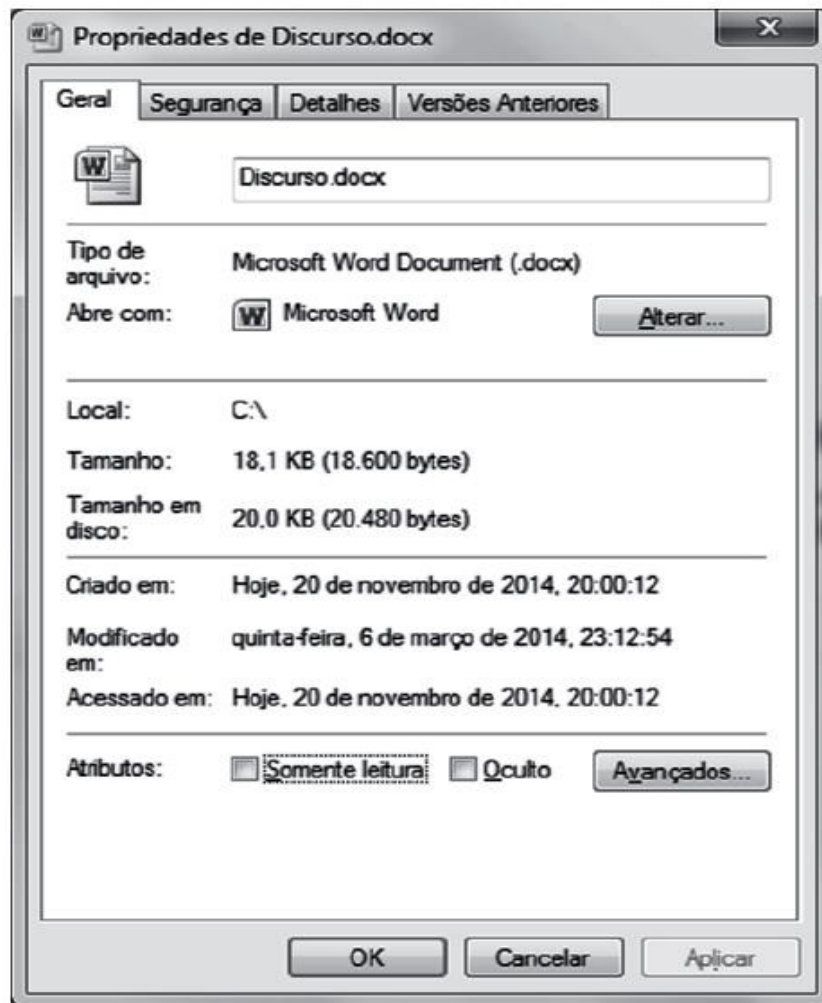 Propriedades de Discurso.docx
Geral Segurança Detalhes Versões Anteriores
Discurso.docx
Tipo de arquivo: Microsoft Word Document (.docx)
Abre com: Microsoft Word Alterar...
Local: C:\
Tamanho: 18,1 KB (18.600 bytes)
Tamanho em disco: 20,0 KB (20.480 bytes)
Criado em: Hoje, 20 de novembro de 2014, 20:00:12
Modificado em: quinta-feira, 6 de março de 2014, 23:12:54
Acessado em: Hoje, 20 de novembro de 2014, 20:00:12
Atributos: Somente leitura Oculto Avançados...
OK Cancelar Aplicar